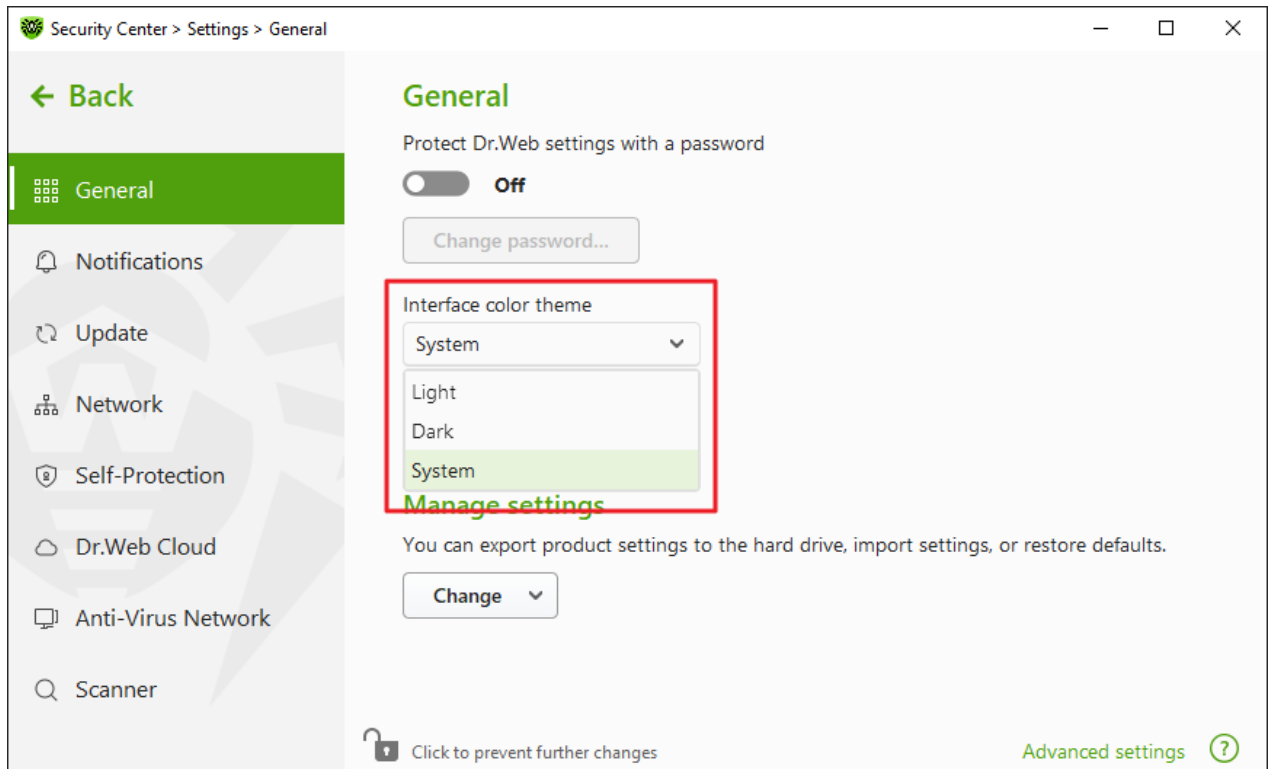 Security Center > Settings > General
Back
General
Notifications
Update
Network
Self-Protection
Dr.Web Cloud
Anti-Virus Network
Scanner
General
Protect Dr.Web settings with a password
Off
Change password...
Interface color theme
System
Light
Dark
System
Manage settings
You can export product settings to the hard drive, import settings, or restore defaults.
Change
Click to prevent further changes
Advanced settings
?